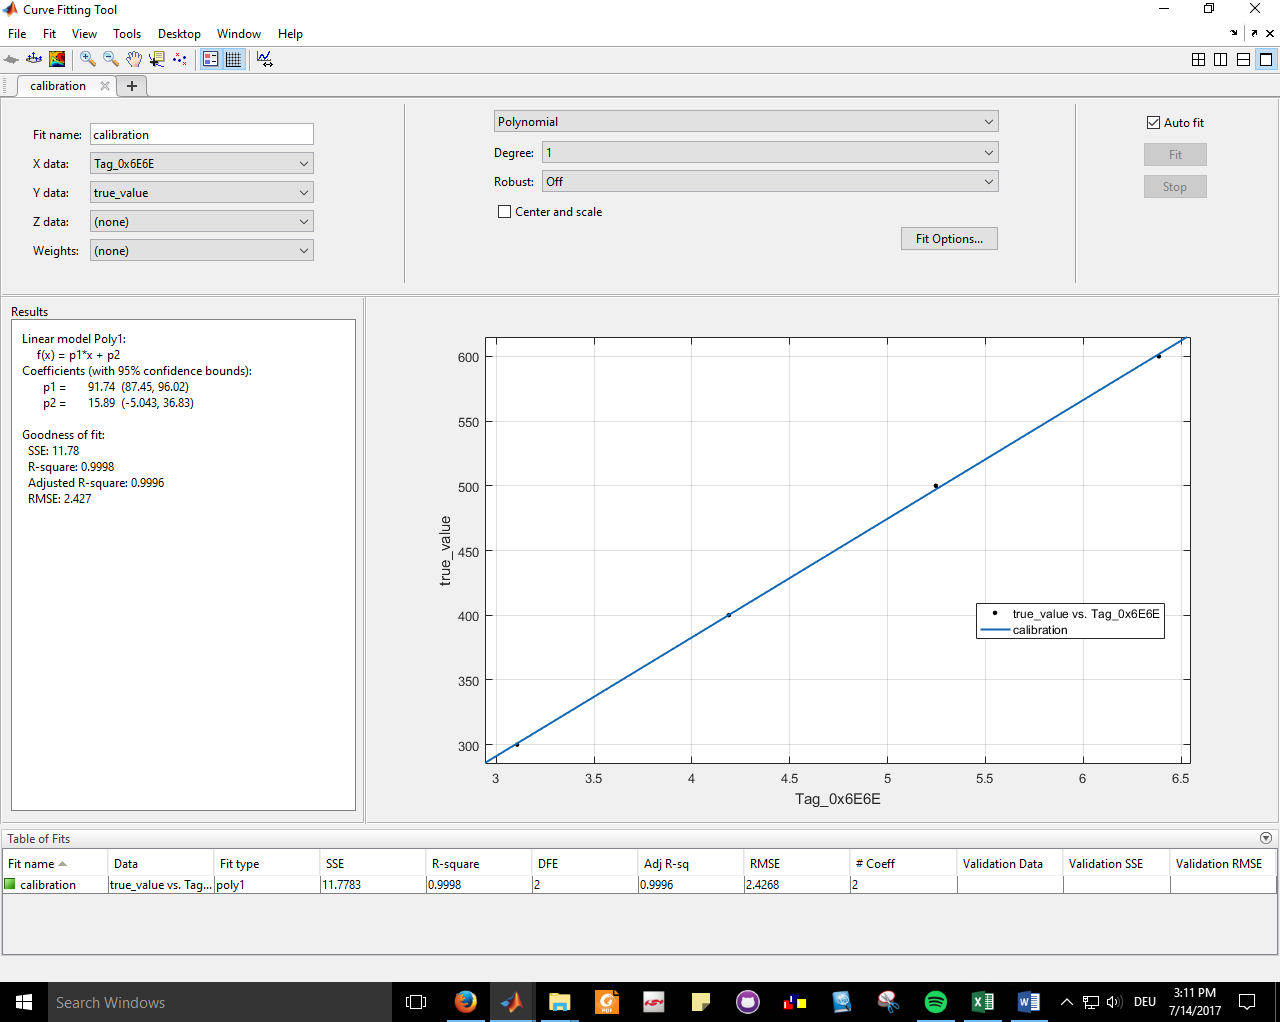 Curve Fitting Tool
File Fit View Tools Desktop Window Help
calibration
Fit name: calibration
X data: Tag_0x6E6E
Y data: true_value
Z data: (none)
Weights: (none)
Polynomial
Degree: 1
Robust: Off
Center and scale
Fit Options...
Auto fit
Fit
Stop
Results
Linear model Poly1:
f(x) = p1*x + p2
Coefficients (with 95% confidence bounds):
p1 = 91.74 (87.45, 96.02)
p2 = 15.89 (-5.043, 36.83)
Goodness of fit:
SSE: 11.78
R-square: 0.9998
Adjusted R-square: 0.9996
RMSE: 2.427
600
550
500
450
400
350
300
true_value
3 3.5 4 4.5 5 5.5 6 6.5
Tag_0x6E6E
true_value vs. Tag_0x6E6E
calibration
Table of Fits
Fit name Data Fit type SSE R-square DFE Adj R-sq RMSE # Coeff Validation Data Validation SSE Validation RMSE
calibration true_value vs. Tag... poly1 11.7783 0.9998 2 0.9996 2.4268 2
Search Windows
DEU
3:11 PM
7/14/2017